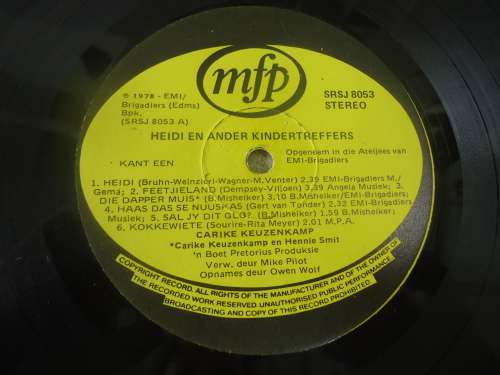 mfp
© 1978 - EMI/
Brigadiers (Edms)
Bpk.
(SRSJ 8053 A)
SRSJ 8053
STEREO
HEIDI EN ANDER KINDERTREFFERS
KANT EEN
Opgeneem in die Ateljees van
EMI-Brigadiers
1. HEIDI (Bruhn-Weinzierl-Wagner-M.Venter) 2.39 EMI-Brigadiers M./
Gema; 2. FEETJIELAND (Dempsey-Viljoen) 3.39 Angela Musiek; 3.
DIE DAPPER MUIS* (B.Misheiker) 3.10 B.Misheiker/EMI-Brigadiers;
4. HAAS DAS SE NUUSKAS (Gert van Tonder) 2.32 EMI-Brigadiers
Musiek; 5. SAL JY DIT GLO? (B.Misheiker) 1.59 B.Misheiker;
6. KOKKEWIETE (Sourire-Rita Meyer) 2.01 M.P.A.
CARIKE KEUZENKAMP
*Carike Keuzenkamp en Hennie Smit
'n Boet Pretorius Produksie
Verw. deur Mike Pilot
Opnames deur Owen Wolf
COPYRIGHT RECORD. ALL RIGHTS OF THE MANUFACTURER AND OF THE OWNER OF
THE RECORDED WORK RESERVED. UNAUTHORISED PUBLIC PERFORMANCE,
BROADCASTING AND COPY OF THIS RECORD PROHIBITED.